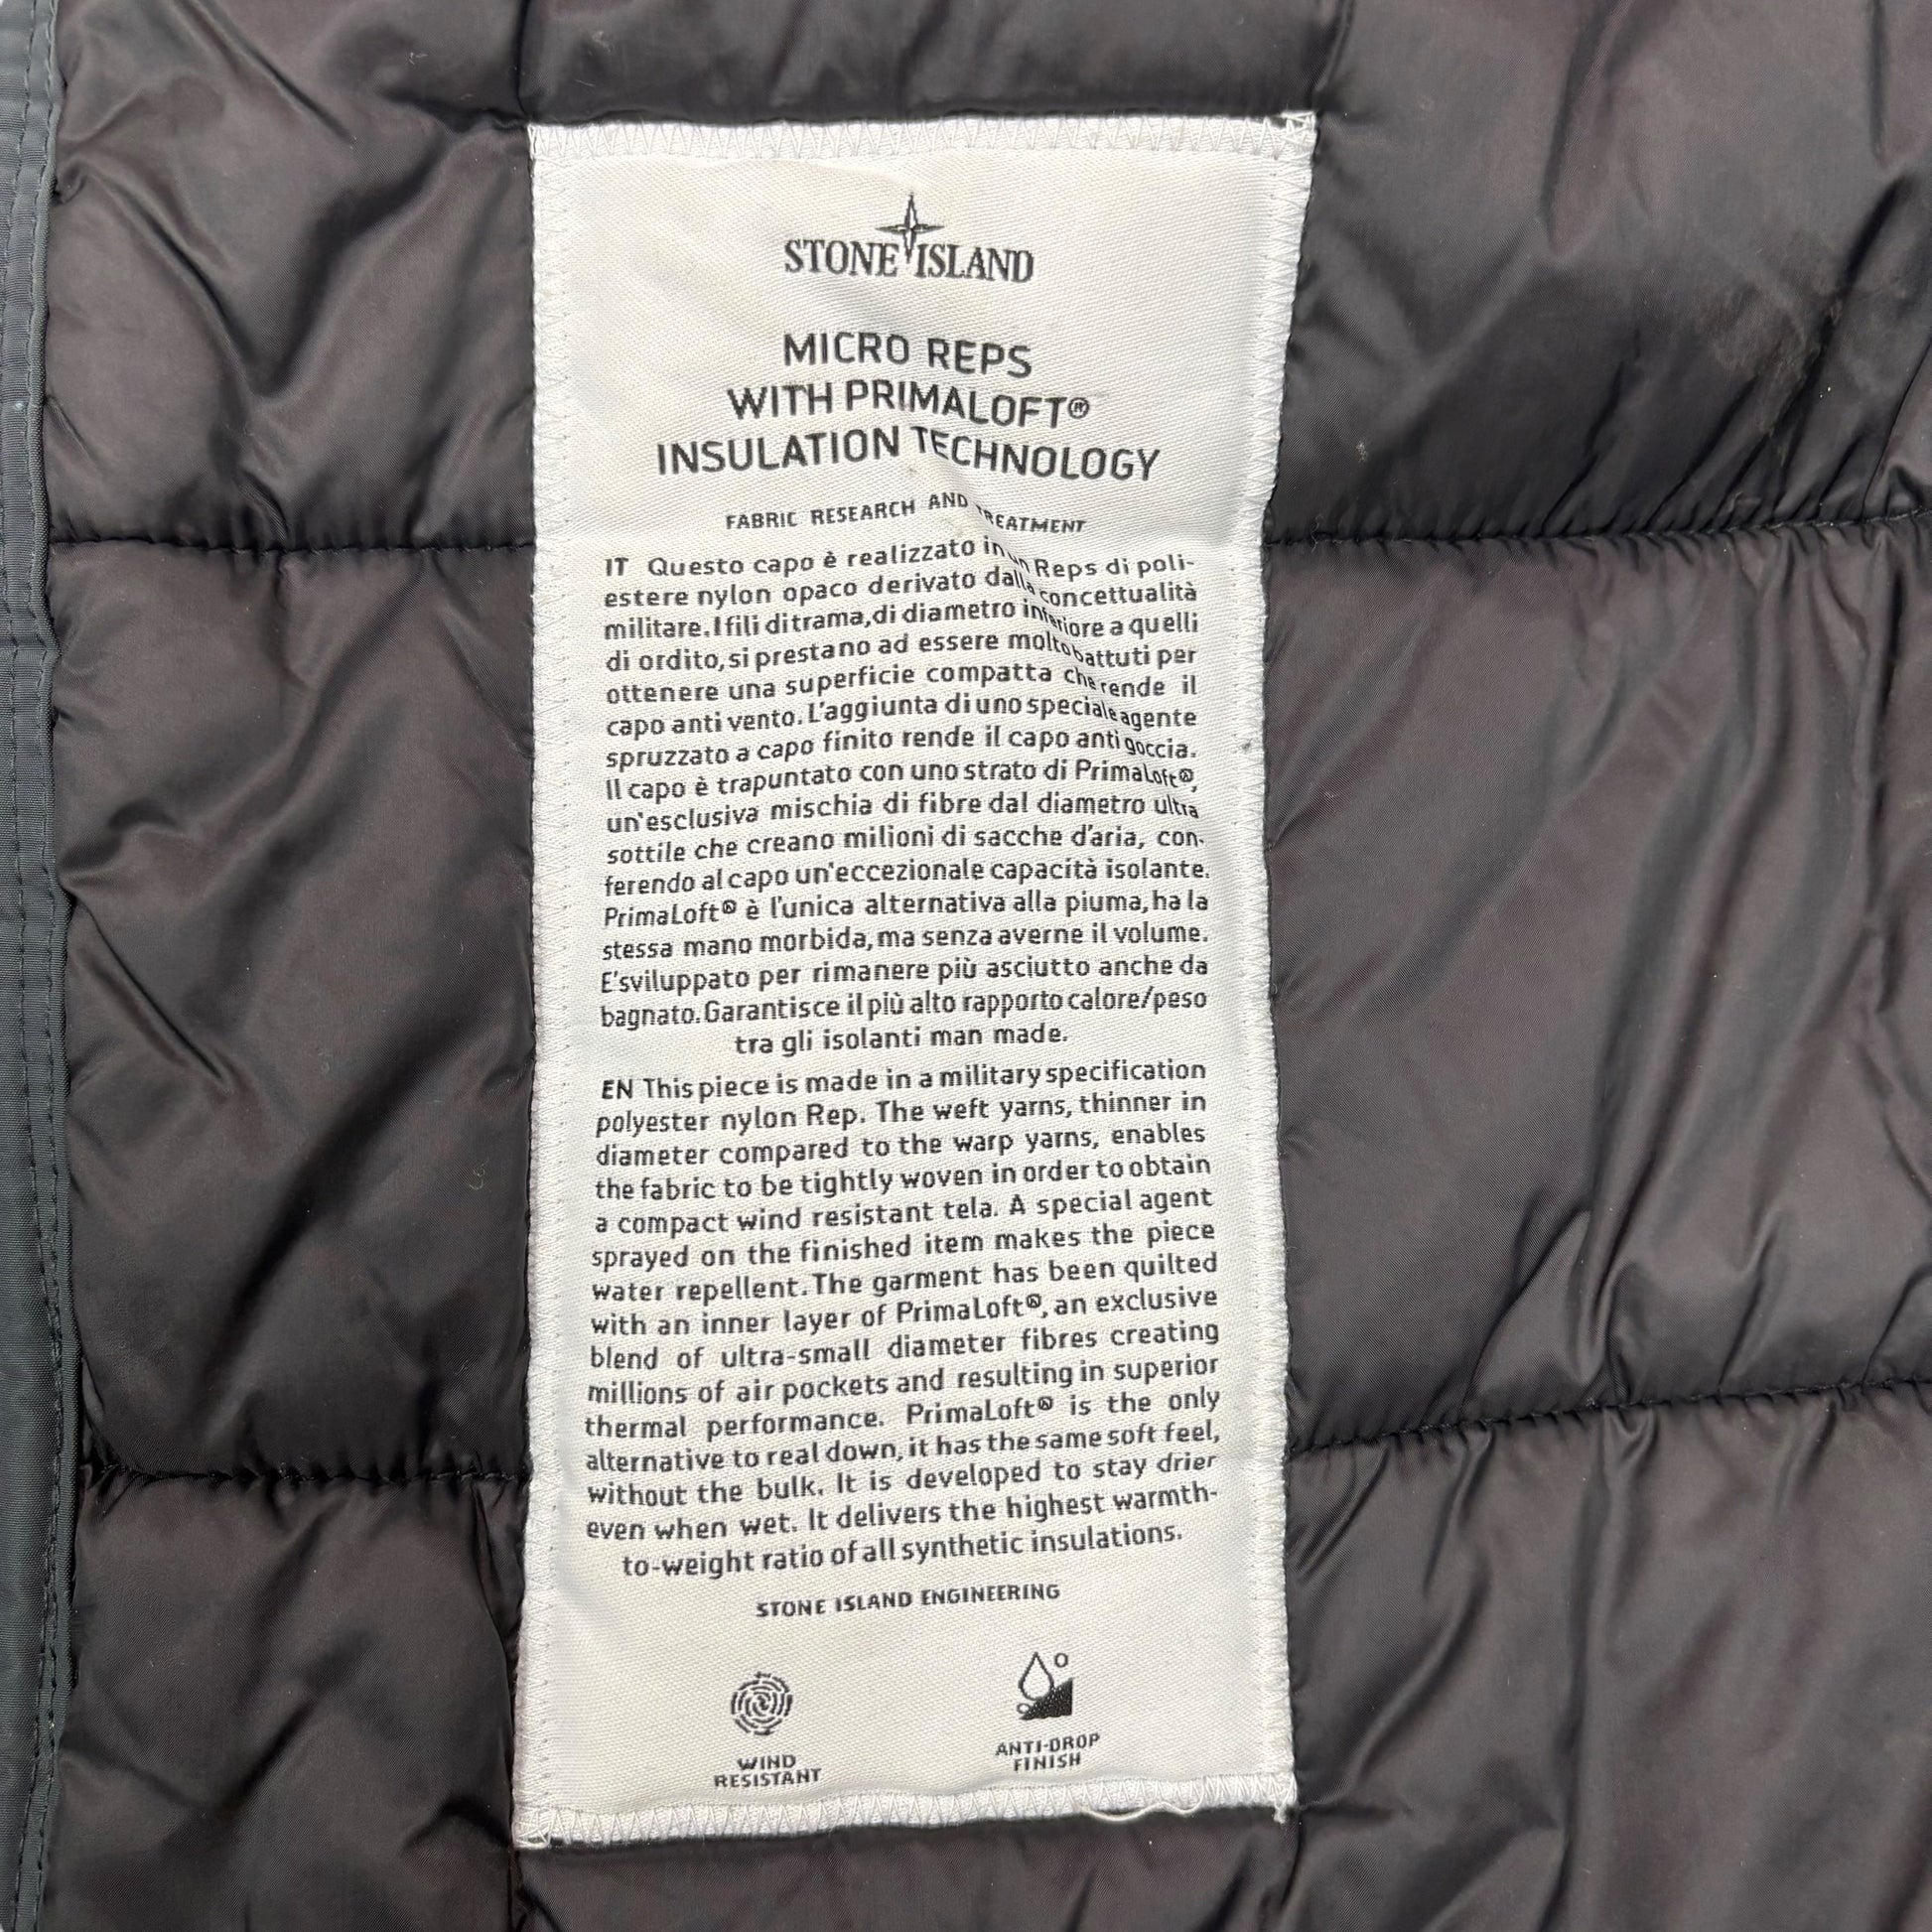 STONE ISLAND
MICRO REPS
WITH PRIMALOFT®
INSULATION TECHNOLOGY
FABRIC RESEARCH AND TREATMENT
IT Questo capo è realizzato in un Reps di poli-
estere nylon opaco derivato dalla concettualità
militare. I fili di trama, di diametro inferiore a quelli
di ordito, si prestano ad essere molto battuti per
ottenere una superficie compatta che rende il
capo anti vento. L'aggiunta di uno speciale agente
spruzzato a capo finito rende il capo anti goccia.
Il capo è trapuntato con uno strato di PrimaLoft®,
un'esclusiva mischia di fibre dal diametro ultra
sottile che creano milioni di sacche d'aria, con-
ferendo al capo un'eccezionale capacità isolante.
PrimaLoft® è l'unica alternativa alla piuma, ha la
stessa mano morbida, ma senza averne il volume.
E'sviluppato per rimanere più asciutto anche da
bagnato. Garantisce il più alto rapporto calore/peso
tra gli isolanti man made.
EN This piece is made in a military specification
polyester nylon Rep. The weft yarns, thinner in
diameter compared to the warp yarns, enables
the fabric to be tightly woven in order to obtain
a compact wind resistant tela. A special agent
sprayed on the finished item makes the piece
water repellent. The garment has been quilted
with an inner layer of PrimaLoft®, an exclusive
blend of ultra-small diameter fibres creating
millions of air pockets and resulting in superior
thermal performance. PrimaLoft® is the only
alternative to real down, it has the same soft feel,
without the bulk. It is developed to stay drier
even when wet. It delivers the highest warmth-
to-weight ratio of all synthetic insulations.
STONE ISLAND ENGINEERING
WIND
RESISTANT
ANTI-DROP
FINISH